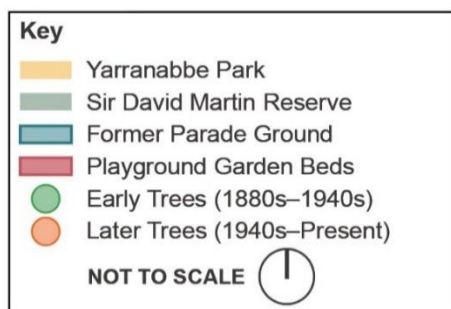 Key
Yarranabbe Park
Sir David Martin Reserve
Former Parade Ground
Playground Garden Beds
Early Trees (1880s–1940s)
Later Trees (1940s–Present)
NOT TO SCALE